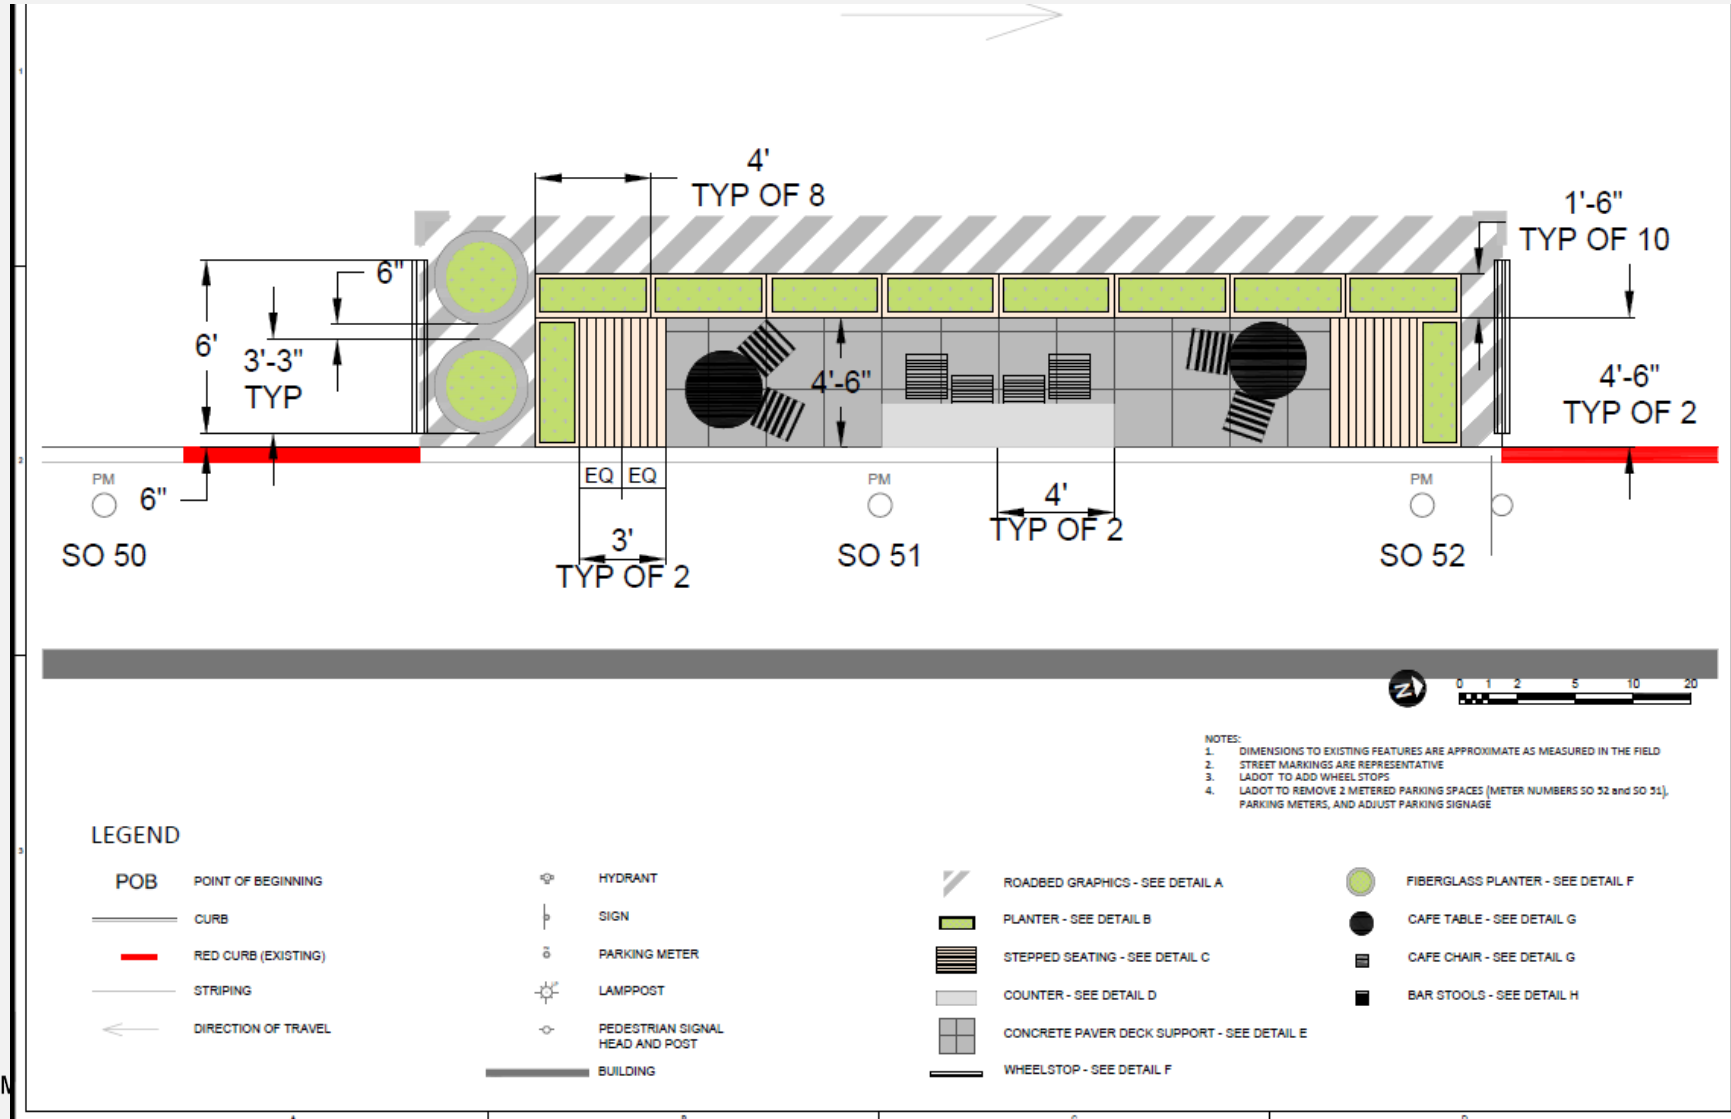 1
4'
TYP OF 8
1'-6"
TYP OF 10
6"
6'
3'-3"
TYP
4'-6"
4'-6"
TYP OF 2
2
PM
6"
EQ EQ
PM
PM
4'
TYP OF 2
SO 50
3'
TYP OF 2
SO 51
SO 52
N
0 1 2 5 10 20
NOTES:
1. DIMENSIONS TO EXISTING FEATURES ARE APPROXIMATE AS MEASURED IN THE FIELD
2. STREET MARKINGS ARE REPRESENTATIVE
3. LADOT TO ADD WHEEL STOPS
4. LADOT TO REMOVE 2 METERED PARKING SPACES (METER NUMBERS SO 52 and SO 51),
PARKING METERS, AND ADJUST PARKING SIGNAGE
3
LEGEND
POB POINT OF BEGINNING
CURB
RED CURB (EXISTING)
STRIPING
DIRECTION OF TRAVEL
HYDRANT
SIGN
PARKING METER
LAMPPOST
PEDESTRIAN SIGNAL
HEAD AND POST
BUILDING
ROADBED GRAPHICS - SEE DETAIL A
PLANTER - SEE DETAIL B
STEPPED SEATING - SEE DETAIL C
COUNTER - SEE DETAIL D
CONCRETE PAVER DECK SUPPORT - SEE DETAIL E
WHEELSTOP - SEE DETAIL F
FIBERGLASS PLANTER - SEE DETAIL F
CAFE TABLE - SEE DETAIL G
CAFE CHAIR - SEE DETAIL G
BAR STOOLS - SEE DETAIL H